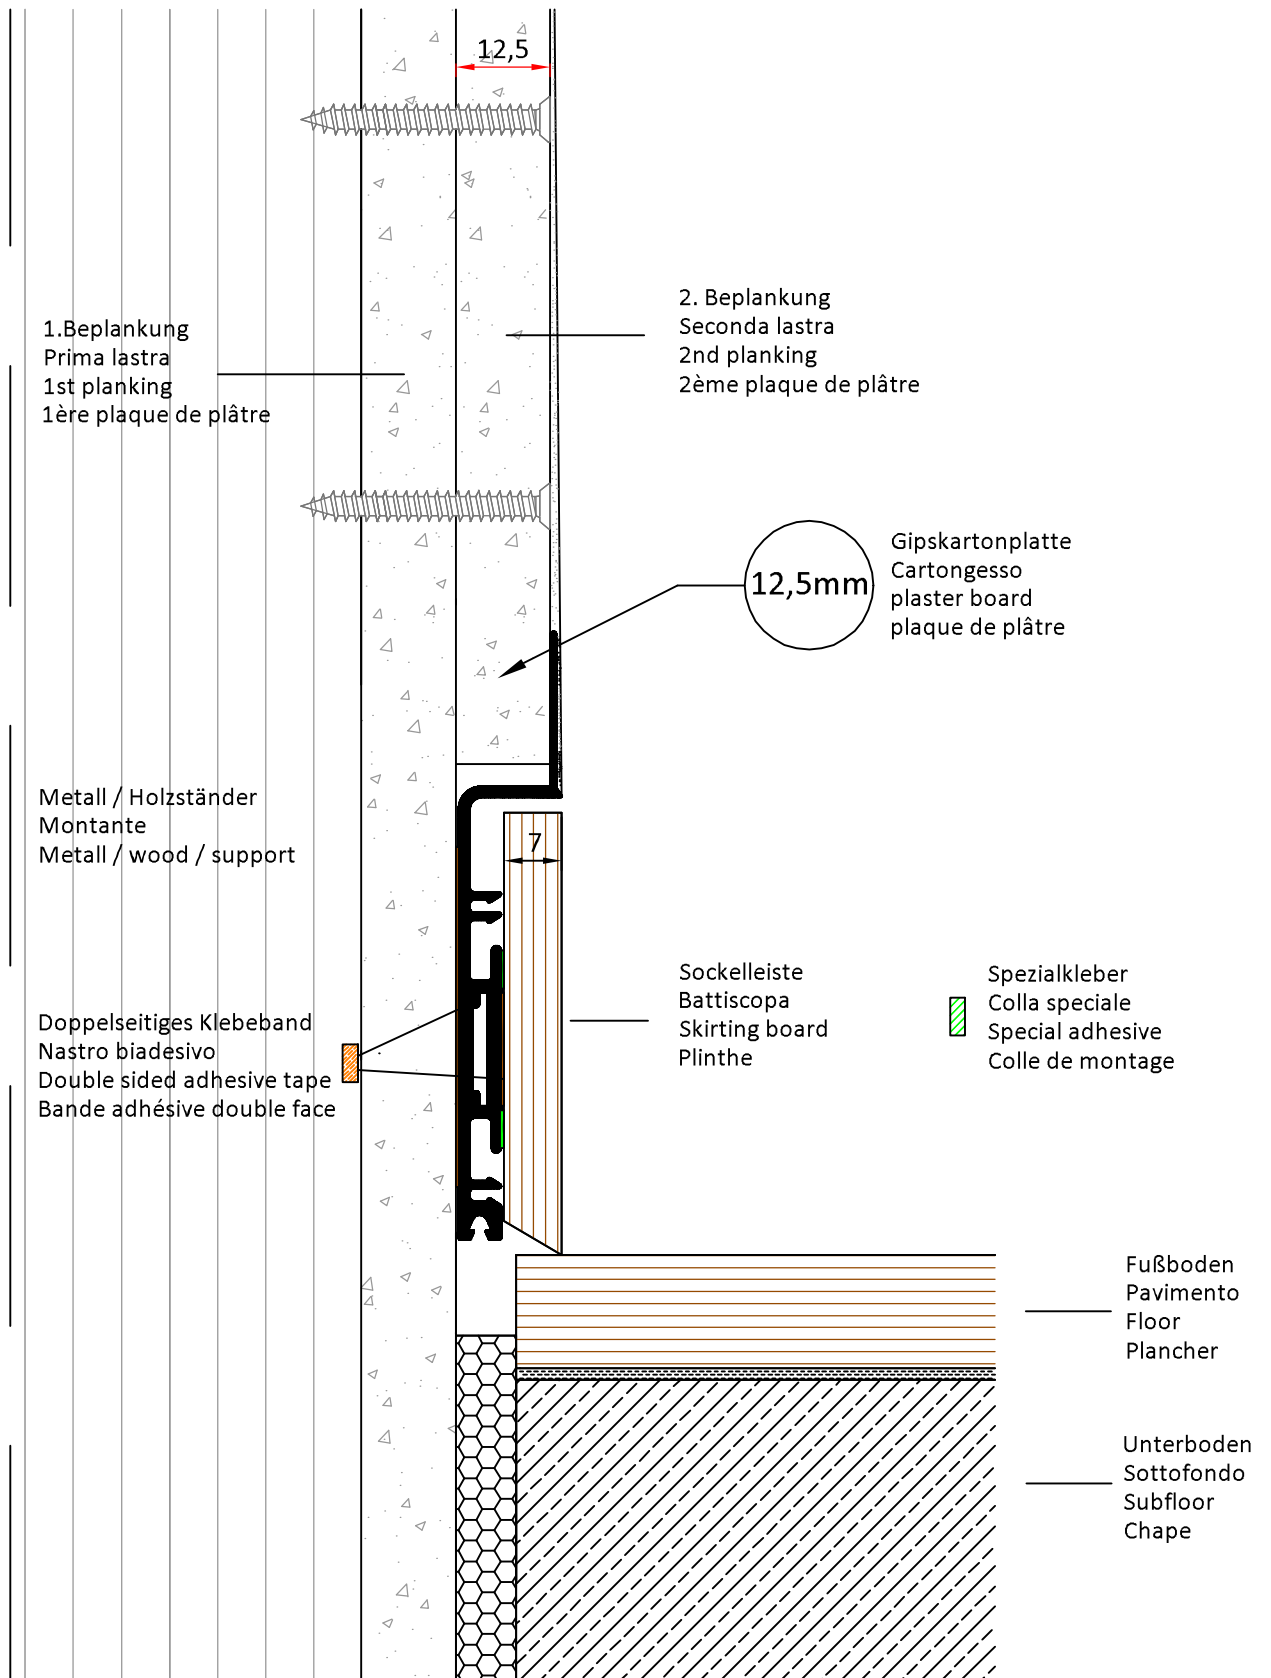 12,5
2. Beplankung
Seconda lastra
2nd planking
2ème plaque de plâtre
1.Beplankung
Prima lastra
1st planking
1ère plaque de plâtre
12,5mm
Gipskartonplatte
Cartongesso
plaster board
plaque de plâtre
Metall / Holzständer
Montante
Metall / wood / support
7
Sockelleiste
Battiscopa
Skirting board
Plinthe
Spezialkleber
Colla speciale
Special adhesive
Colle de montage
Doppelseitiges Klebeband
Nastro biadesivo
Double sided adhesive tape
Bande adhésive double face
Fußboden
Pavimento
Floor
Plancher
Unterboden
Sottofondo
Subfloor
Chape